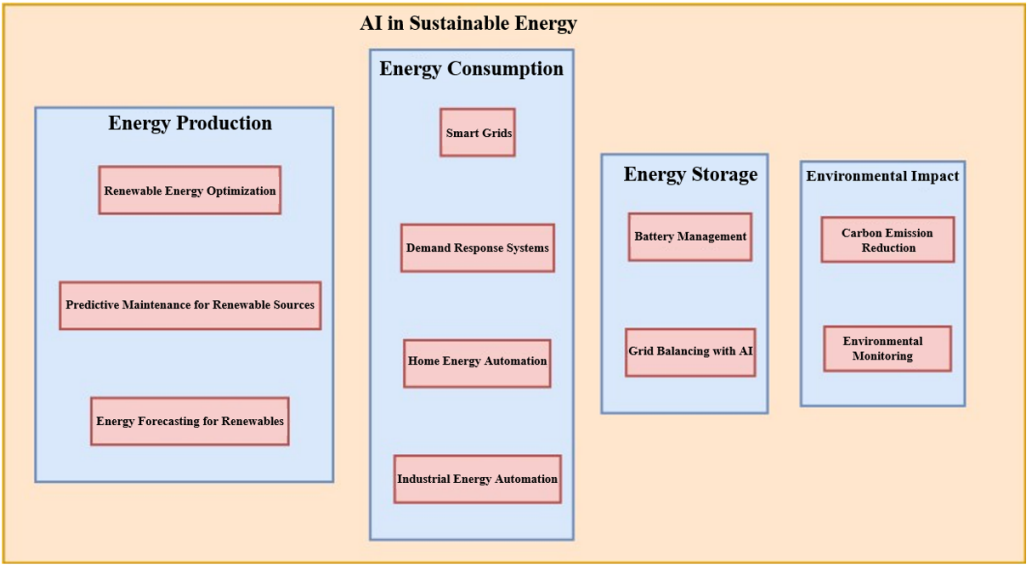 AI in Sustainable Energy
Energy Production
Renewable Energy Optimization
Predictive Maintenance for Renewable Sources
Energy Forecasting for Renewables
Energy Consumption
Smart Grids
Demand Response Systems
Home Energy Automation
Industrial Energy Automation
Energy Storage
Battery Management
Grid Balancing with AI
Environmental Impact
Carbon Emission
Reduction
Environmental
Monitoring